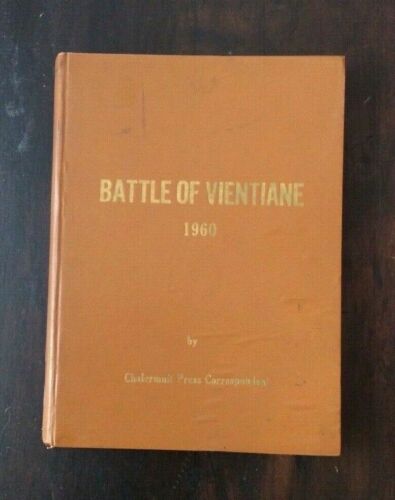 BATTLE OF VIENTIANE
1960
by
Chalermnit Press Correspondent